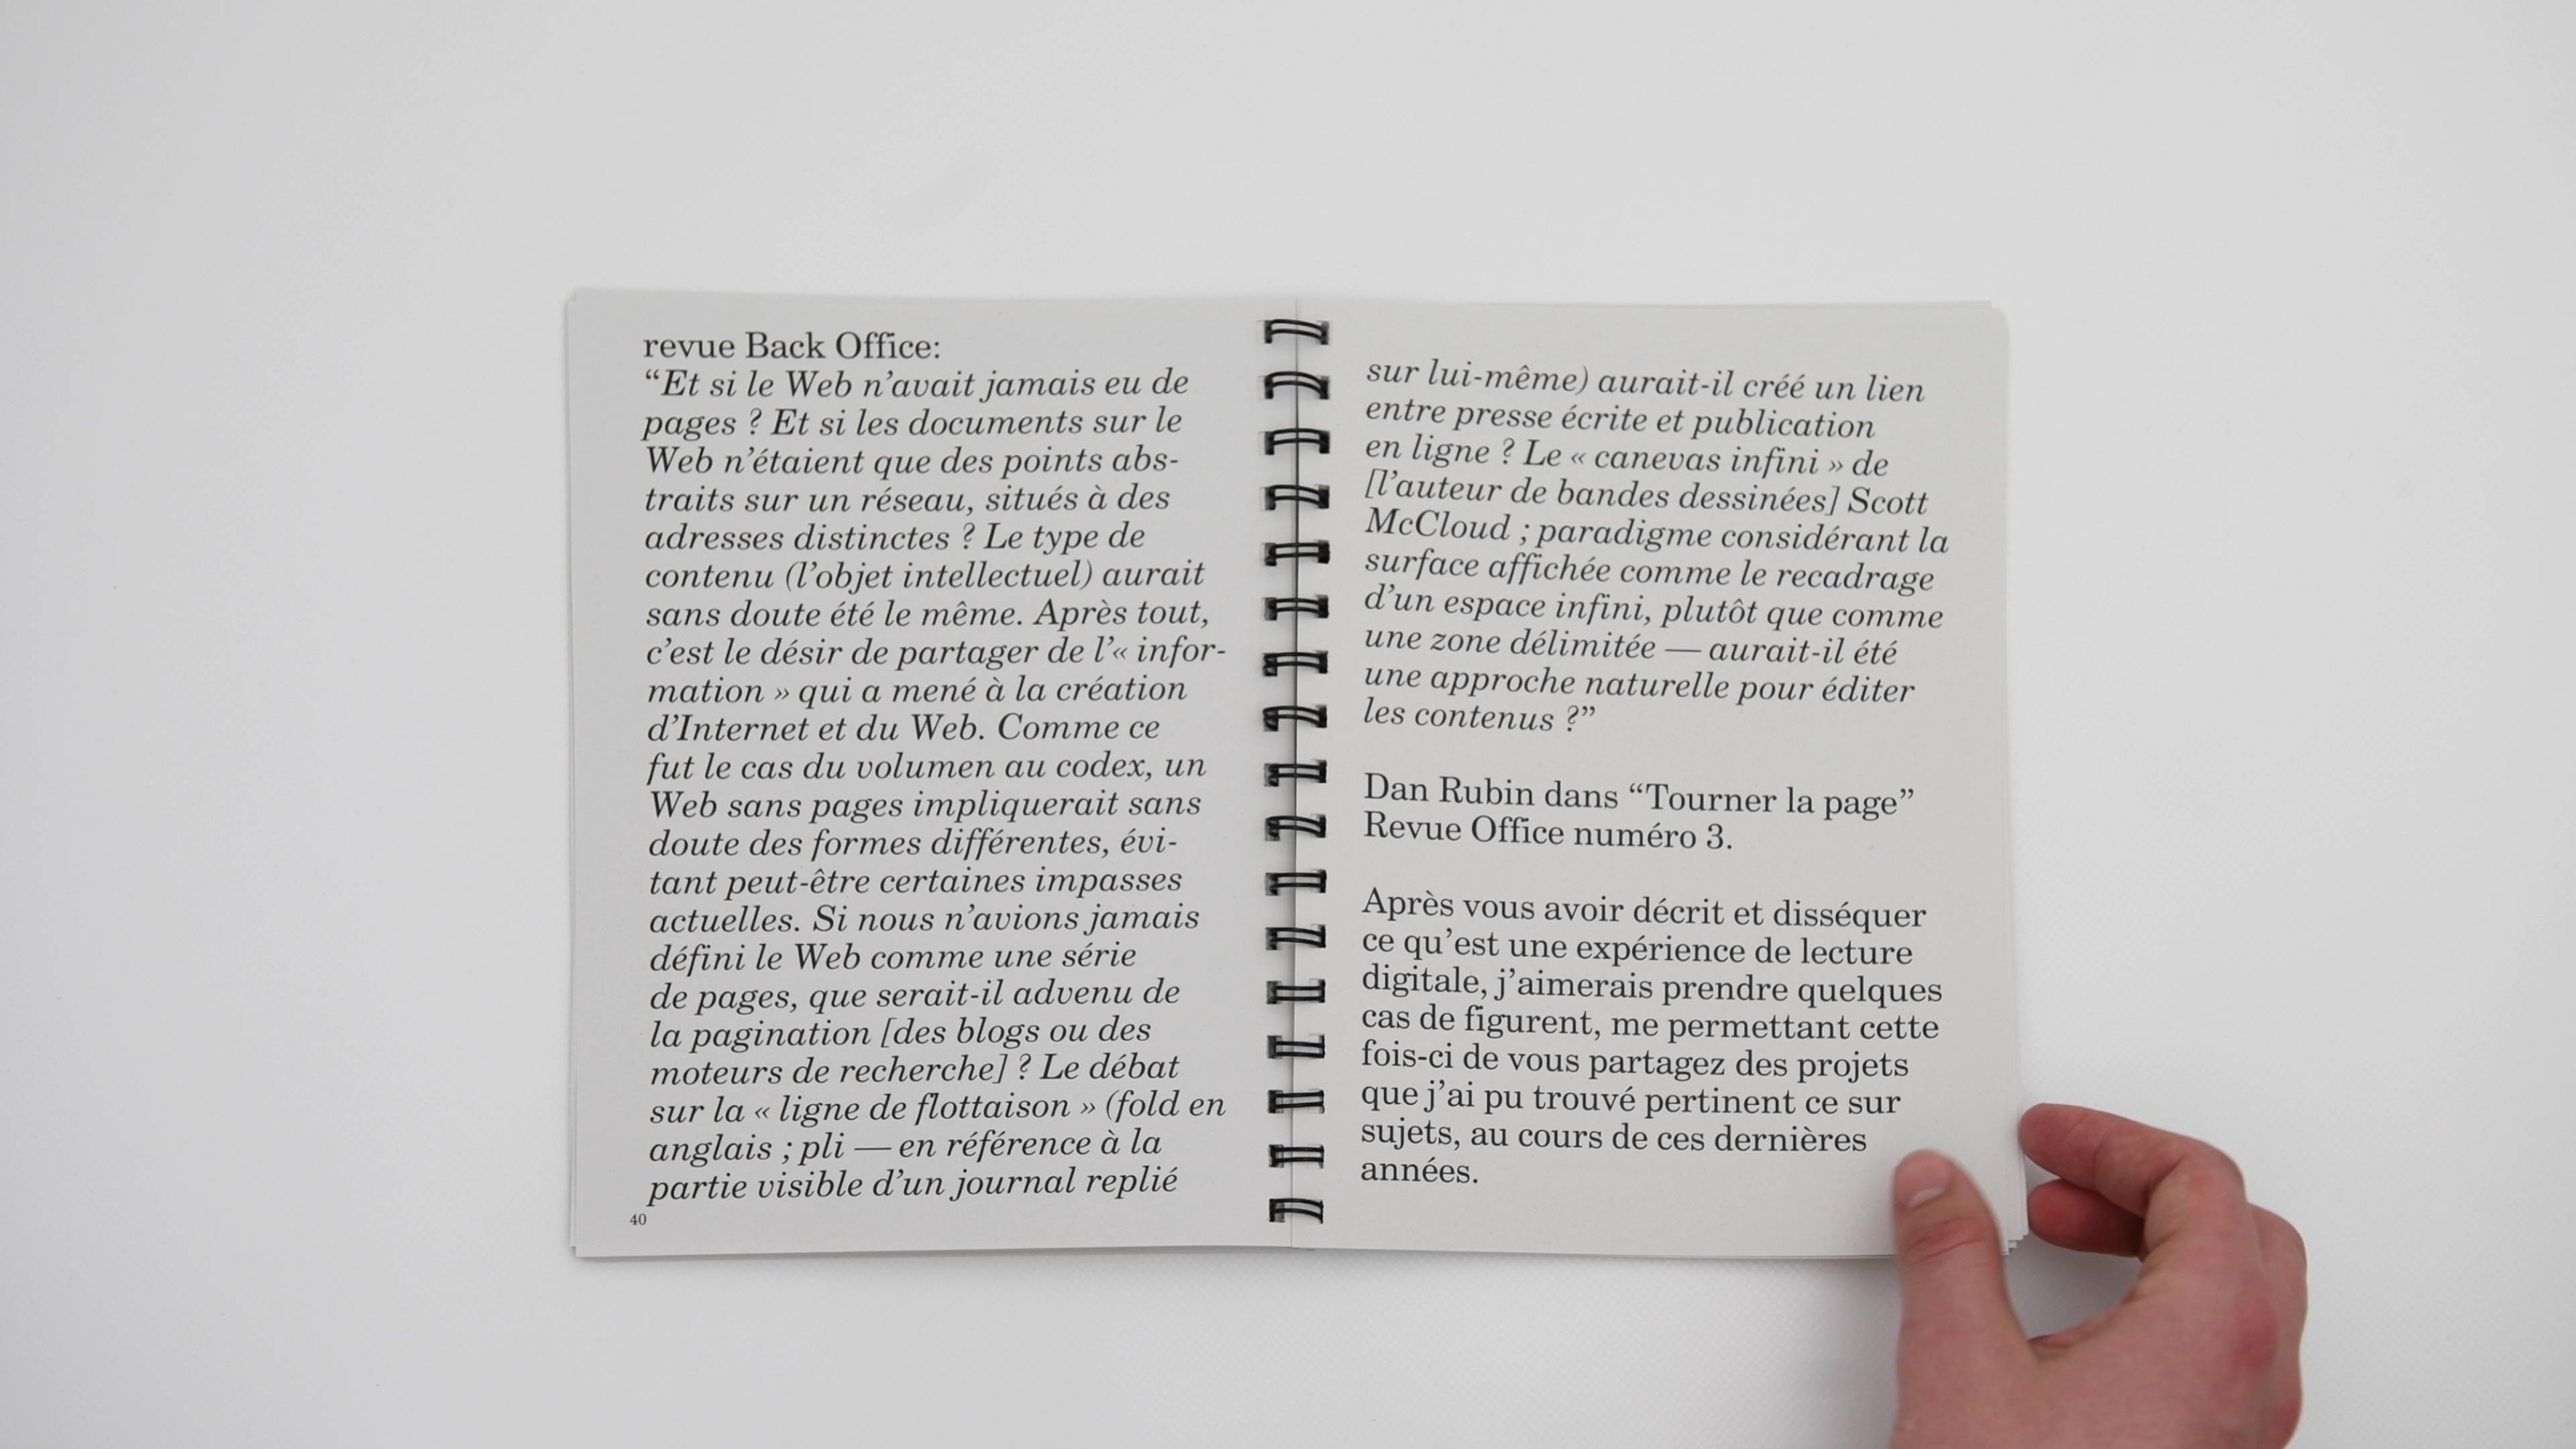 revue Back Office:
“Et si le Web n’avait jamais eu de
pages ? Et si les documents sur le
Web n’étaient que des points abs-
traits sur un réseau, situés à des
adresses distinctes ? Le type de
contenu (l’objet intellectuel) aurait
sans doute été le même. Après tout,
c’est le désir de partager de l’« infor-
mation » qui a mené à la création
d’Internet et du Web. Comme ce
fut le cas du volumen au codex, un
Web sans pages impliquerait sans
doute des formes différentes, évi-
tant peut-être certaines impasses
actuelles. Si nous n’avions jamais
défini le Web comme une série
de pages, que serait-il advenu de
la pagination [des blogs ou des
moteurs de recherche] ? Le débat
sur la « ligne de flottaison » (fold en
anglais ; pli — en référence à la
partie visible d’un journal replié
40
sur lui-même) aurait-il créé un lien
entre presse écrite et publication
en ligne ? Le « canevas infini » de
[l’auteur de bandes dessinées] Scott
McCloud ; paradigme considérant la
surface affichée comme le recadrage
d’un espace infini, plutôt que comme
une zone délimitée — aurait-il été
une approche naturelle pour éditer
les contenus ?”
Dan Rubin dans “Tourner la page”
Revue Office numéro 3.
Après vous avoir décrit et disséquer
ce qu’est une expérience de lecture
digitale, j’aimerais prendre quelques
cas de figurent, me permettant cette
fois-ci de vous partagez des projets
que j’ai pu trouvé pertinent ce sur
sujets, au cours de ces dernières
années.